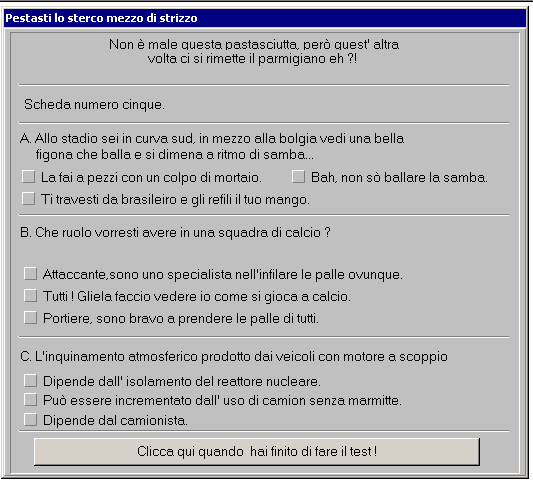 Pestasti lo sterco mezzo di strizzo
Non è male questa pastasciutta, però quest' altra
volta ci si rimette il parmigiano eh ?!
Scheda numero cinque.
A. Allo stadio sei in curva sud, in mezzo alla bolgia vedi una bella
figona che balla e si dimena a ritmo di samba...
La fai a pezzi con un colpo di mortaio.
Bah, non sò ballare la samba.
Ti travesti da brasileiro e gli refili il tuo mango.
B. Che ruolo vorresti avere in una squadra di calcio ?
Attaccante,sono uno specialista nell'infilare le palle ovunque.
Tutti ! Gliela faccio vedere io come si gioca a calcio.
Portiere, sono bravo a prendere le palle di tutti.
C. L'inquinamento atmosferico prodotto dai veicoli con motore a scoppio
Dipende dall' isolamento del reattore nucleare.
Può essere incrementato dall' uso di camion senza marmitte.
Dipende dal camionista.
Clicca qui quando hai finito di fare il test !